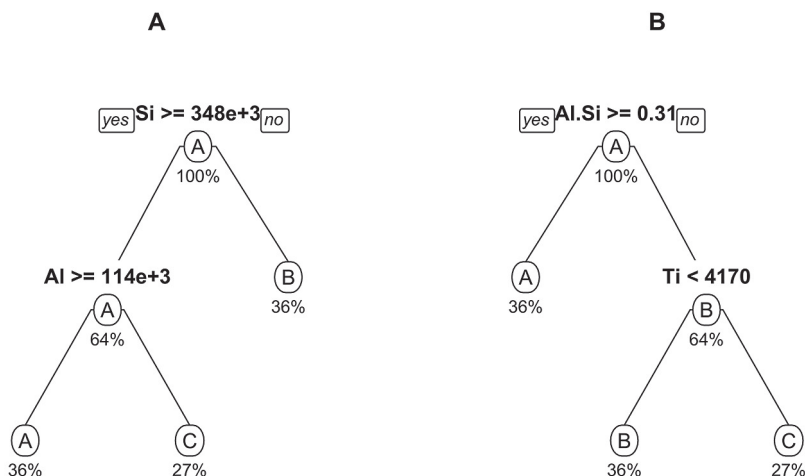 A
yes Si >= 348e+3 no
A
100%
Al >= 114e+3
B
36%
A
64%
A
36%
C
27%
B
yes Al.Si >= 0.31 no
A
100%
A
36%
Ti < 4170
B
64%
B
36%
C
27%